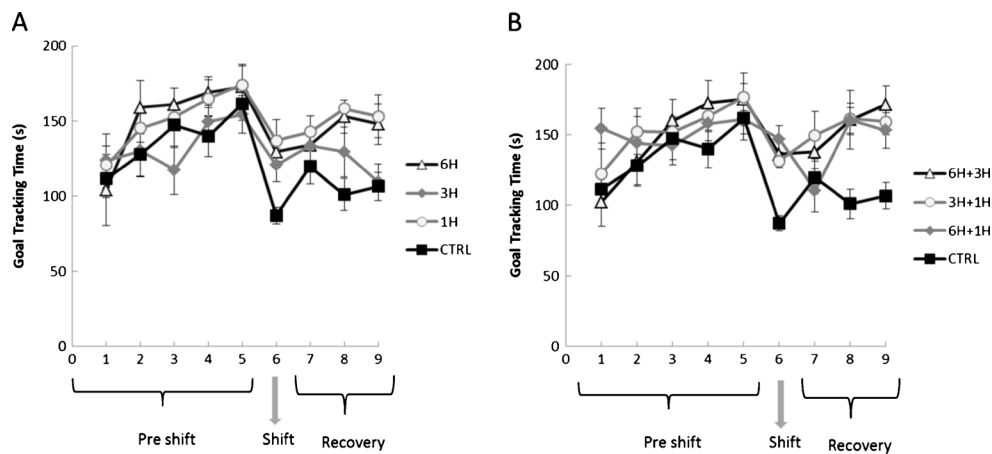 A
Goal Tracking Time (s)
200
150
100
50
0
0 1 2 3 4 5 6 7 8 9
6H
3H
1H
CTRL
Pre shift
Shift
Recovery
B
Goal Tracking Time (s)
200
150
100
50
0
0 1 2 3 4 5 6 7 8 9
6H+3H
3H+1H
6H+1H
CTRL
Pre shift
Shift
Recovery